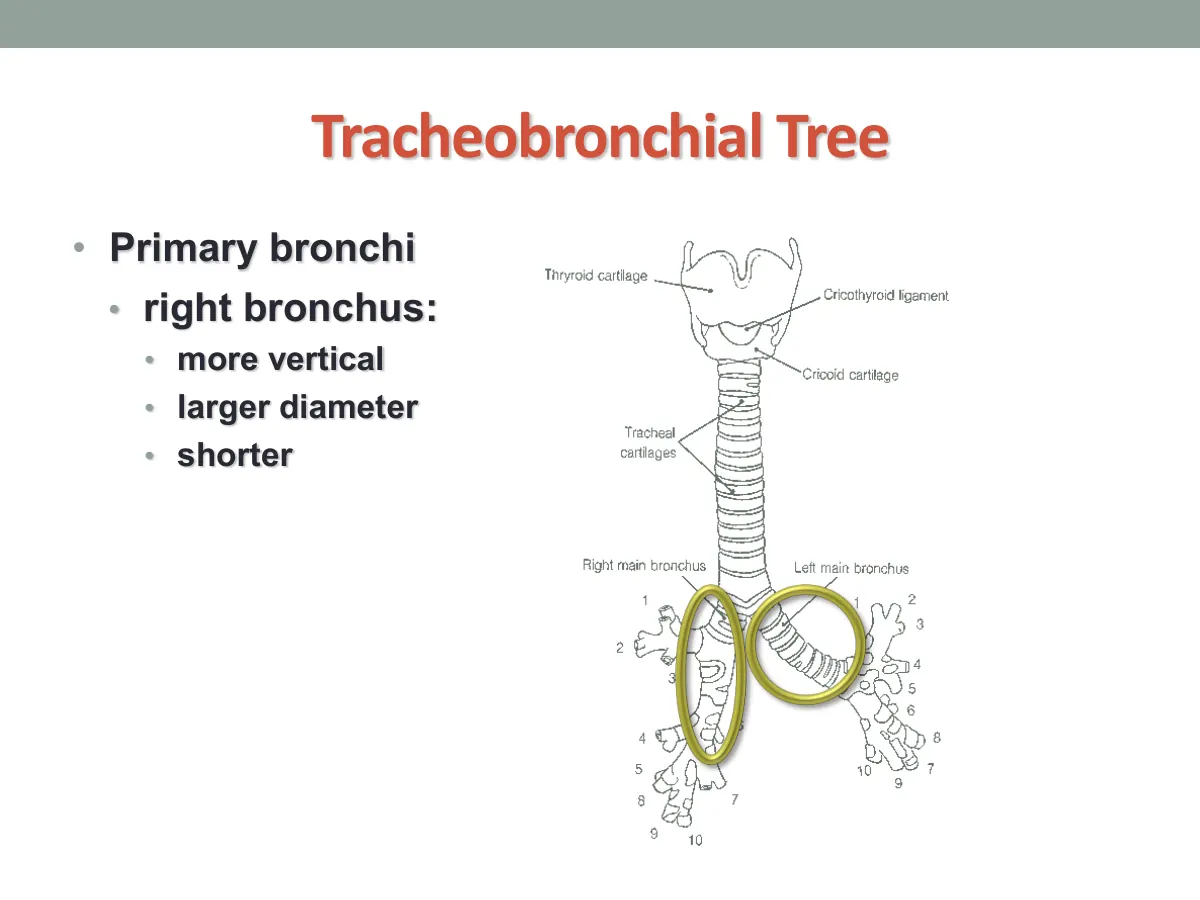 Tracheobronchial Tree
• Primary bronchi
• right bronchus:
• more vertical
• larger diameter
• shorter
Thryroid cartilage
Cricothyroid ligament
Cricoid cartilage
Tracheal
cartilages
Right main bronchus
Left main bronchus
1
2
3
4
5
8
9
10
7
6
1
2
3
4
5
6
8
7
9
10